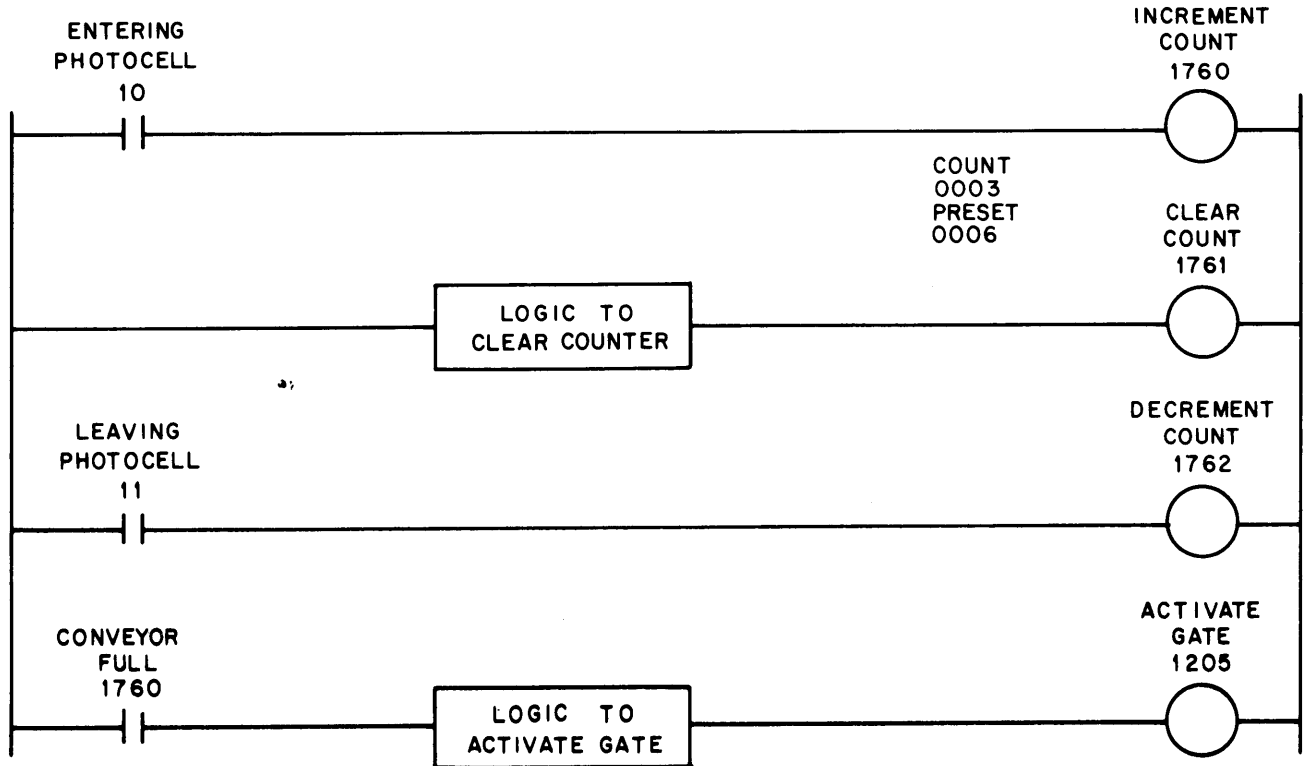 ENTERING
PHOTOCELL
10
INCREMENT
COUNT
1760
COUNT
0003
PRESET
0006
CLEAR
COUNT
1761
LOGIC TO
CLEAR COUNTER
LEAVING
PHOTOCELL
11
DECREMENT
COUNT
1762
CONVEYOR
FULL
1760
LOGIC TO
ACTIVATE GATE
ACTIVATE
GATE
1205